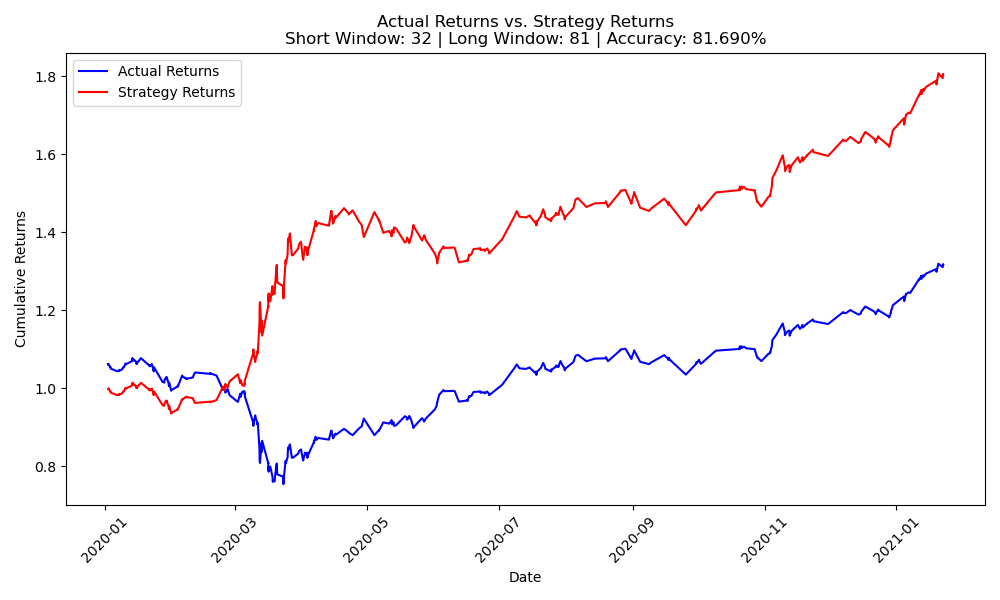 Actual Returns vs. Strategy Returns
Short Window: 32 | Long Window: 81 | Accuracy: 81.690%
Actual Returns
Strategy Returns
Cumulative Returns
1.8
1.6
1.4
1.2
1.0
0.8
2020-01
2020-03
2020-05
2020-07
2020-09
2020-11
2021-01
Date